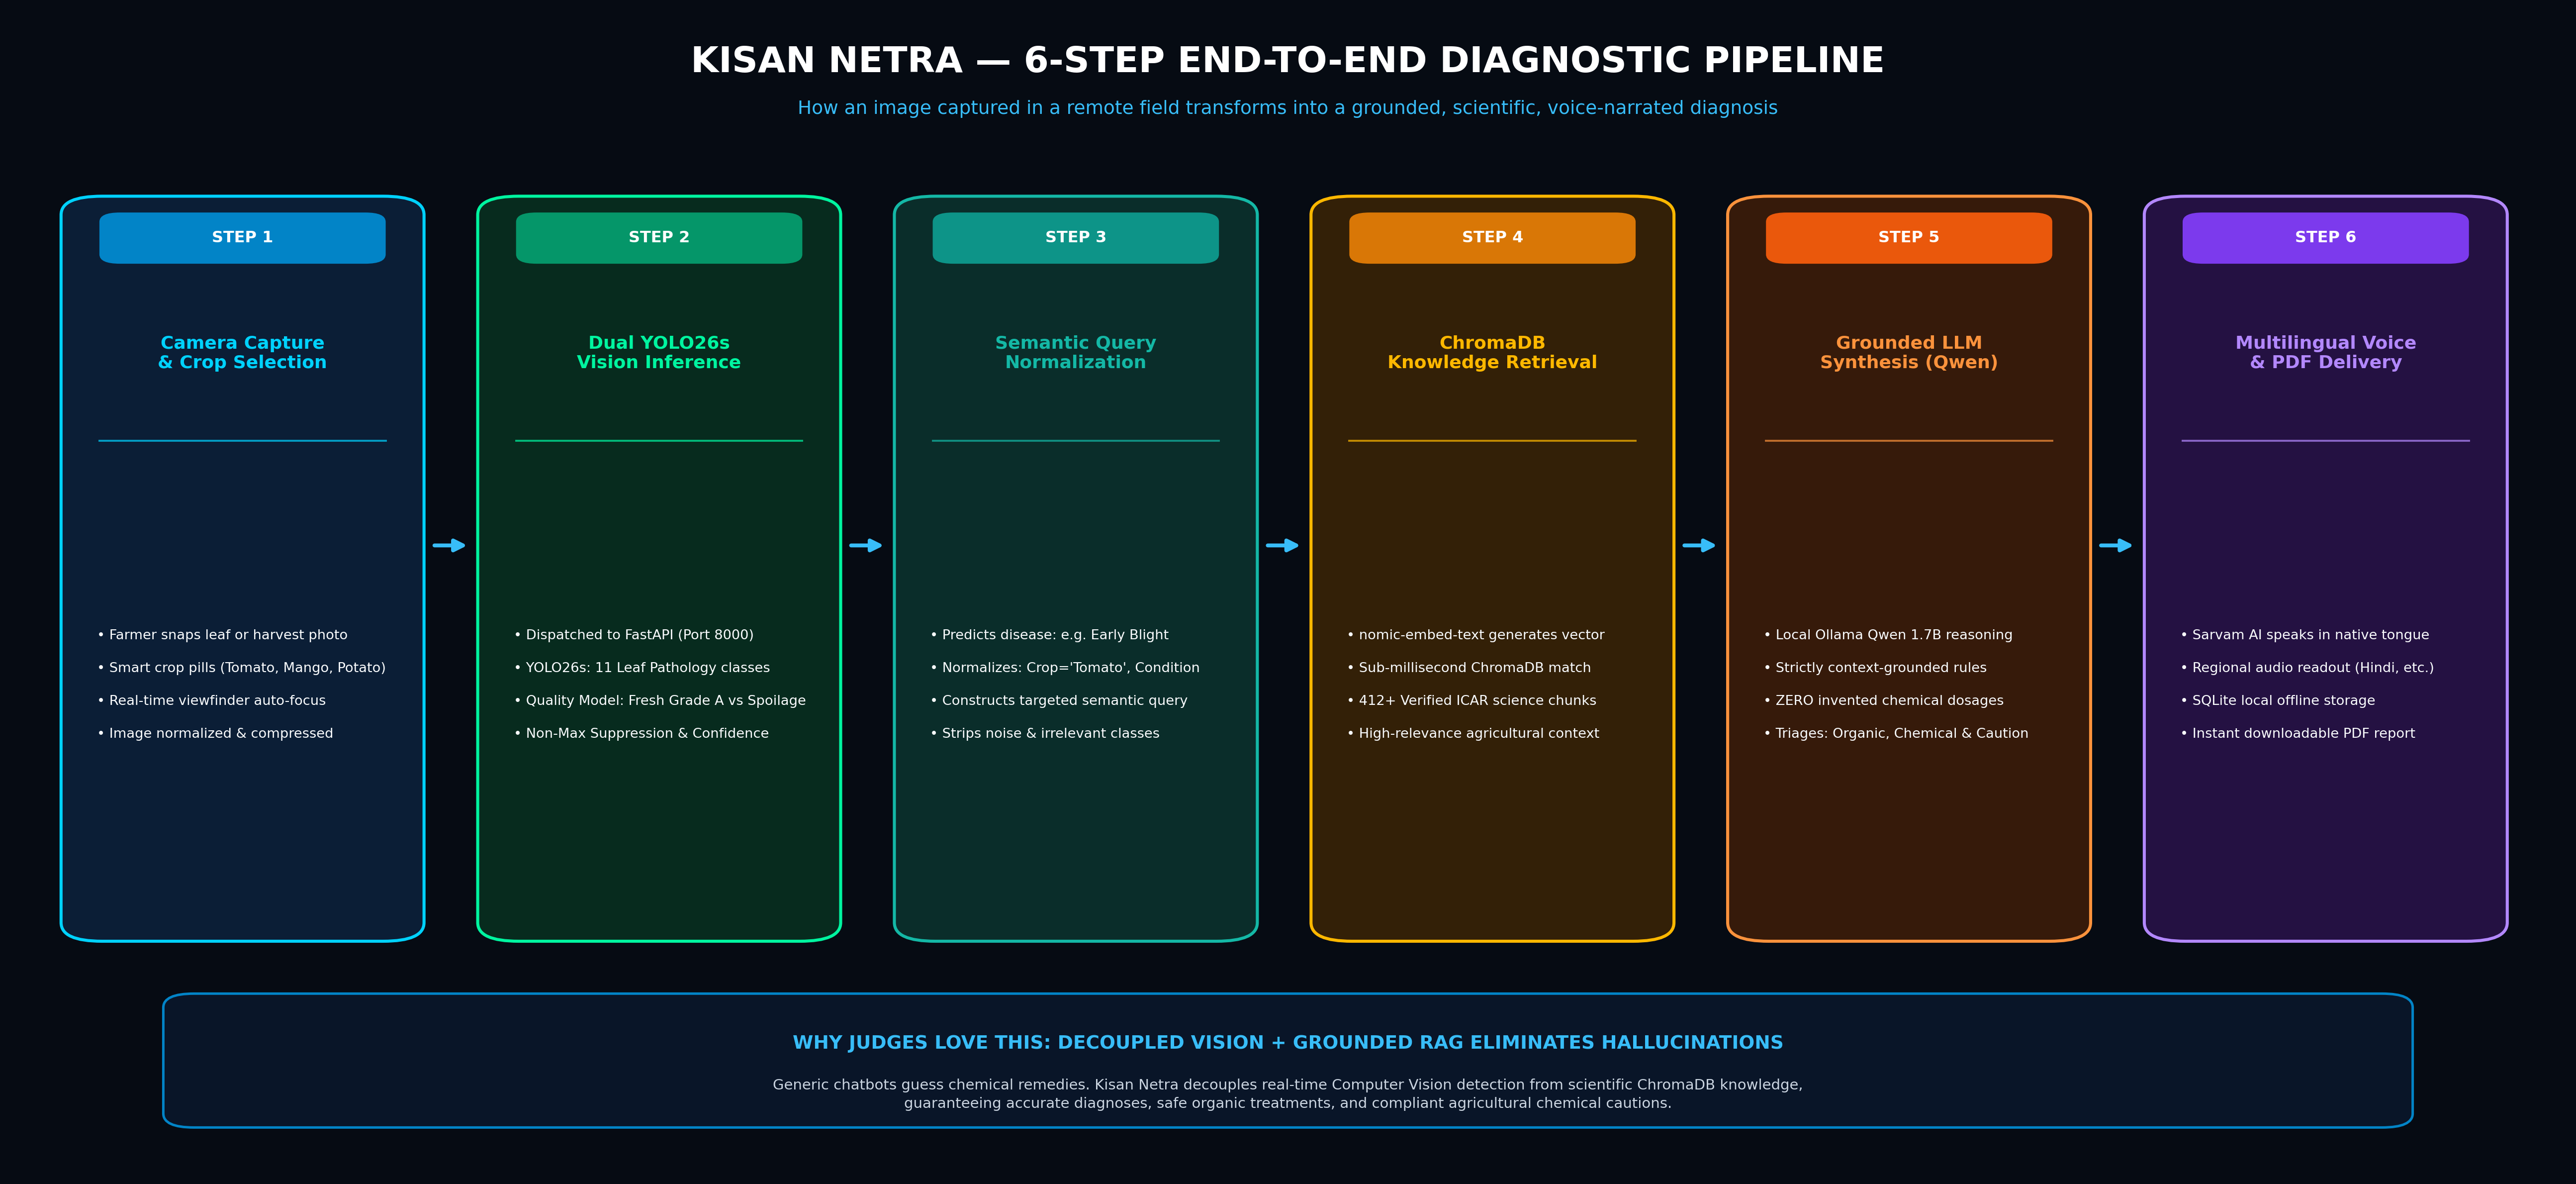 KISAN NETRA — 6-STEP END-TO-END DIAGNOSTIC PIPELINE
How an image captured in a remote field transforms into a grounded, scientific, voice-narrated diagnosis
STEP 1
Camera Capture
& Crop Selection
• Farmer snaps leaf or harvest photo
• Smart crop pills (Tomato, Mango, Potato)
• Real-time viewfinder auto-focus
• Image normalized & compressed
STEP 2
Dual YOLO26s
Vision Inference
• Dispatched to FastAPI (Port 8000)
• YOLO26s: 11 Leaf Pathology classes
• Quality Model: Fresh Grade A vs Spoilage
• Non-Max Suppression & Confidence
STEP 3
Semantic Query
Normalization
• Predicts disease: e.g. Early Blight
• Normalizes: Crop='Tomato', Condition
• Constructs targeted semantic query
• Strips noise & irrelevant classes
STEP 4
ChromaDB
Knowledge Retrieval
• nomic-embed-text generates vector
• Sub-millisecond ChromaDB match
• 412+ Verified ICAR science chunks
• High-relevance agricultural context
STEP 5
Grounded LLM
Synthesis (Qwen)
• Local Ollama Qwen 1.7B reasoning
• Strictly context-grounded rules
• ZERO invented chemical dosages
• Triages: Organic, Chemical & Caution
STEP 6
Multilingual Voice
& PDF Delivery
• Sarvam AI speaks in native tongue
• Regional audio readout (Hindi, etc.)
• SQLite local offline storage
• Instant downloadable PDF report
WHY JUDGES LOVE THIS: DECOUPLED VISION + GROUNDED RAG ELIMINATES HALLUCINATIONS
Generic chatbots guess chemical remedies. Kisan Netra decouples real-time Computer Vision detection from scientific ChromaDB knowledge,
guaranteeing accurate diagnoses, safe organic treatments, and compliant agricultural chemical cautions.